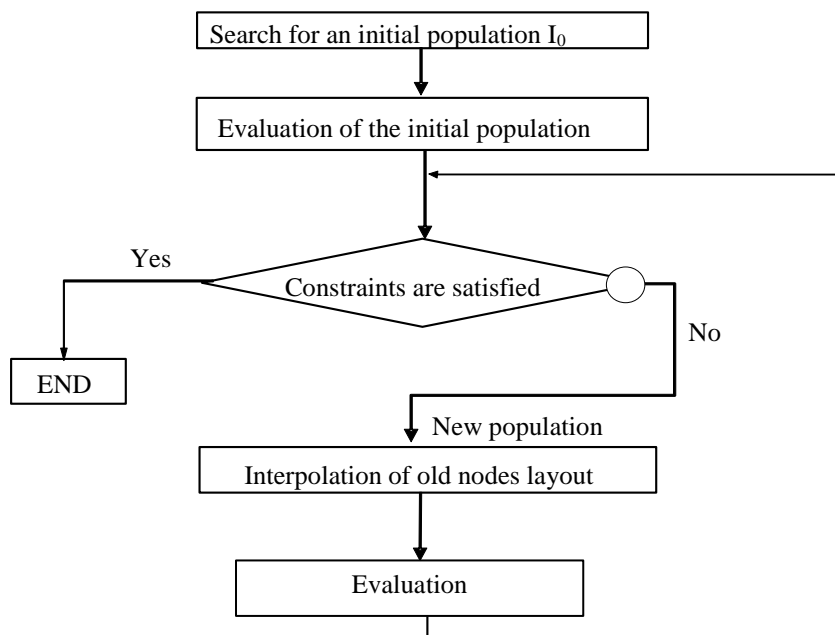 Search for an initial population I₀
Evaluation of the initial population
Yes
Constraints are satisfied
No
END
New population
Interpolation of old nodes layout
Evaluation